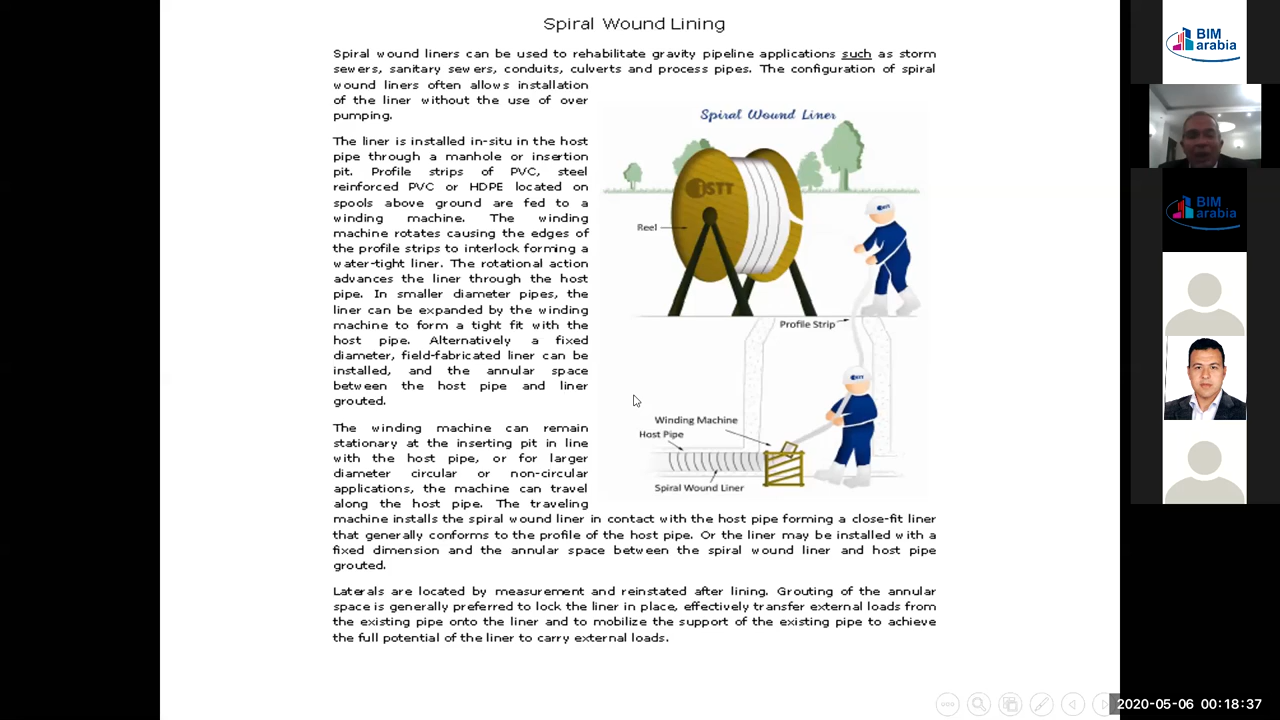 Spiral Wound Lining
Spiral wound liners can be used to rehabilitate gravity pipeline applications such as storm
sewers, sanitary sewers, conduits, culverts and process pipes. The configuration of spiral
wound liners often allows installation
of the liner without the use of over
pumping.
The liner is installed in-situ in the host
pipe through a manhole or insertion
pit. Profile strips of PVC, steel
reinforced PVC or HDPE located on
spools above ground are fed to a
winding machine. The winding
machine rotates causing the edges of
the profile strips to interlock forming a
water-tight liner. The rotational action
advances the liner through the host
pipe. In smaller diameter pipes, the
liner can be expanded by the winding
machine to form a tight fit with the
host pipe. Alternatively a fixed
diameter, field-fabricated liner can be
installed, and the annular space
between the host pipe and liner
grouted.
The winding machine can remain
stationary at the inserting pit in line
with the host pipe, or for larger
diameter circular or non-circular
applications, the machine can travel
along the host pipe. The traveling
machine installs the spiral wound liner in contact with the host pipe forming a close-fit liner
that generally conforms to the profile of the host pipe. Or the liner may be installed with a
fixed dimension and the annular space between the spiral wound liner and host pipe
grouted.
Laterals are located by measurement and reinstated after lining. Grouting of the annular
space is generally preferred to lock the liner in place, effectively transfer external loads from
the existing pipe onto the liner and to mobilize the support of the existing pipe to achieve
the full potential of the liner to carry external loads.
Spiral Wound Liner
iSTT
iSTT
Reel
Profile Strip
iSTT
Winding Machine
Host Pipe
Spiral Wound Liner
BIM
arabia
BIM
arabia
2020-05-06 00:18:37